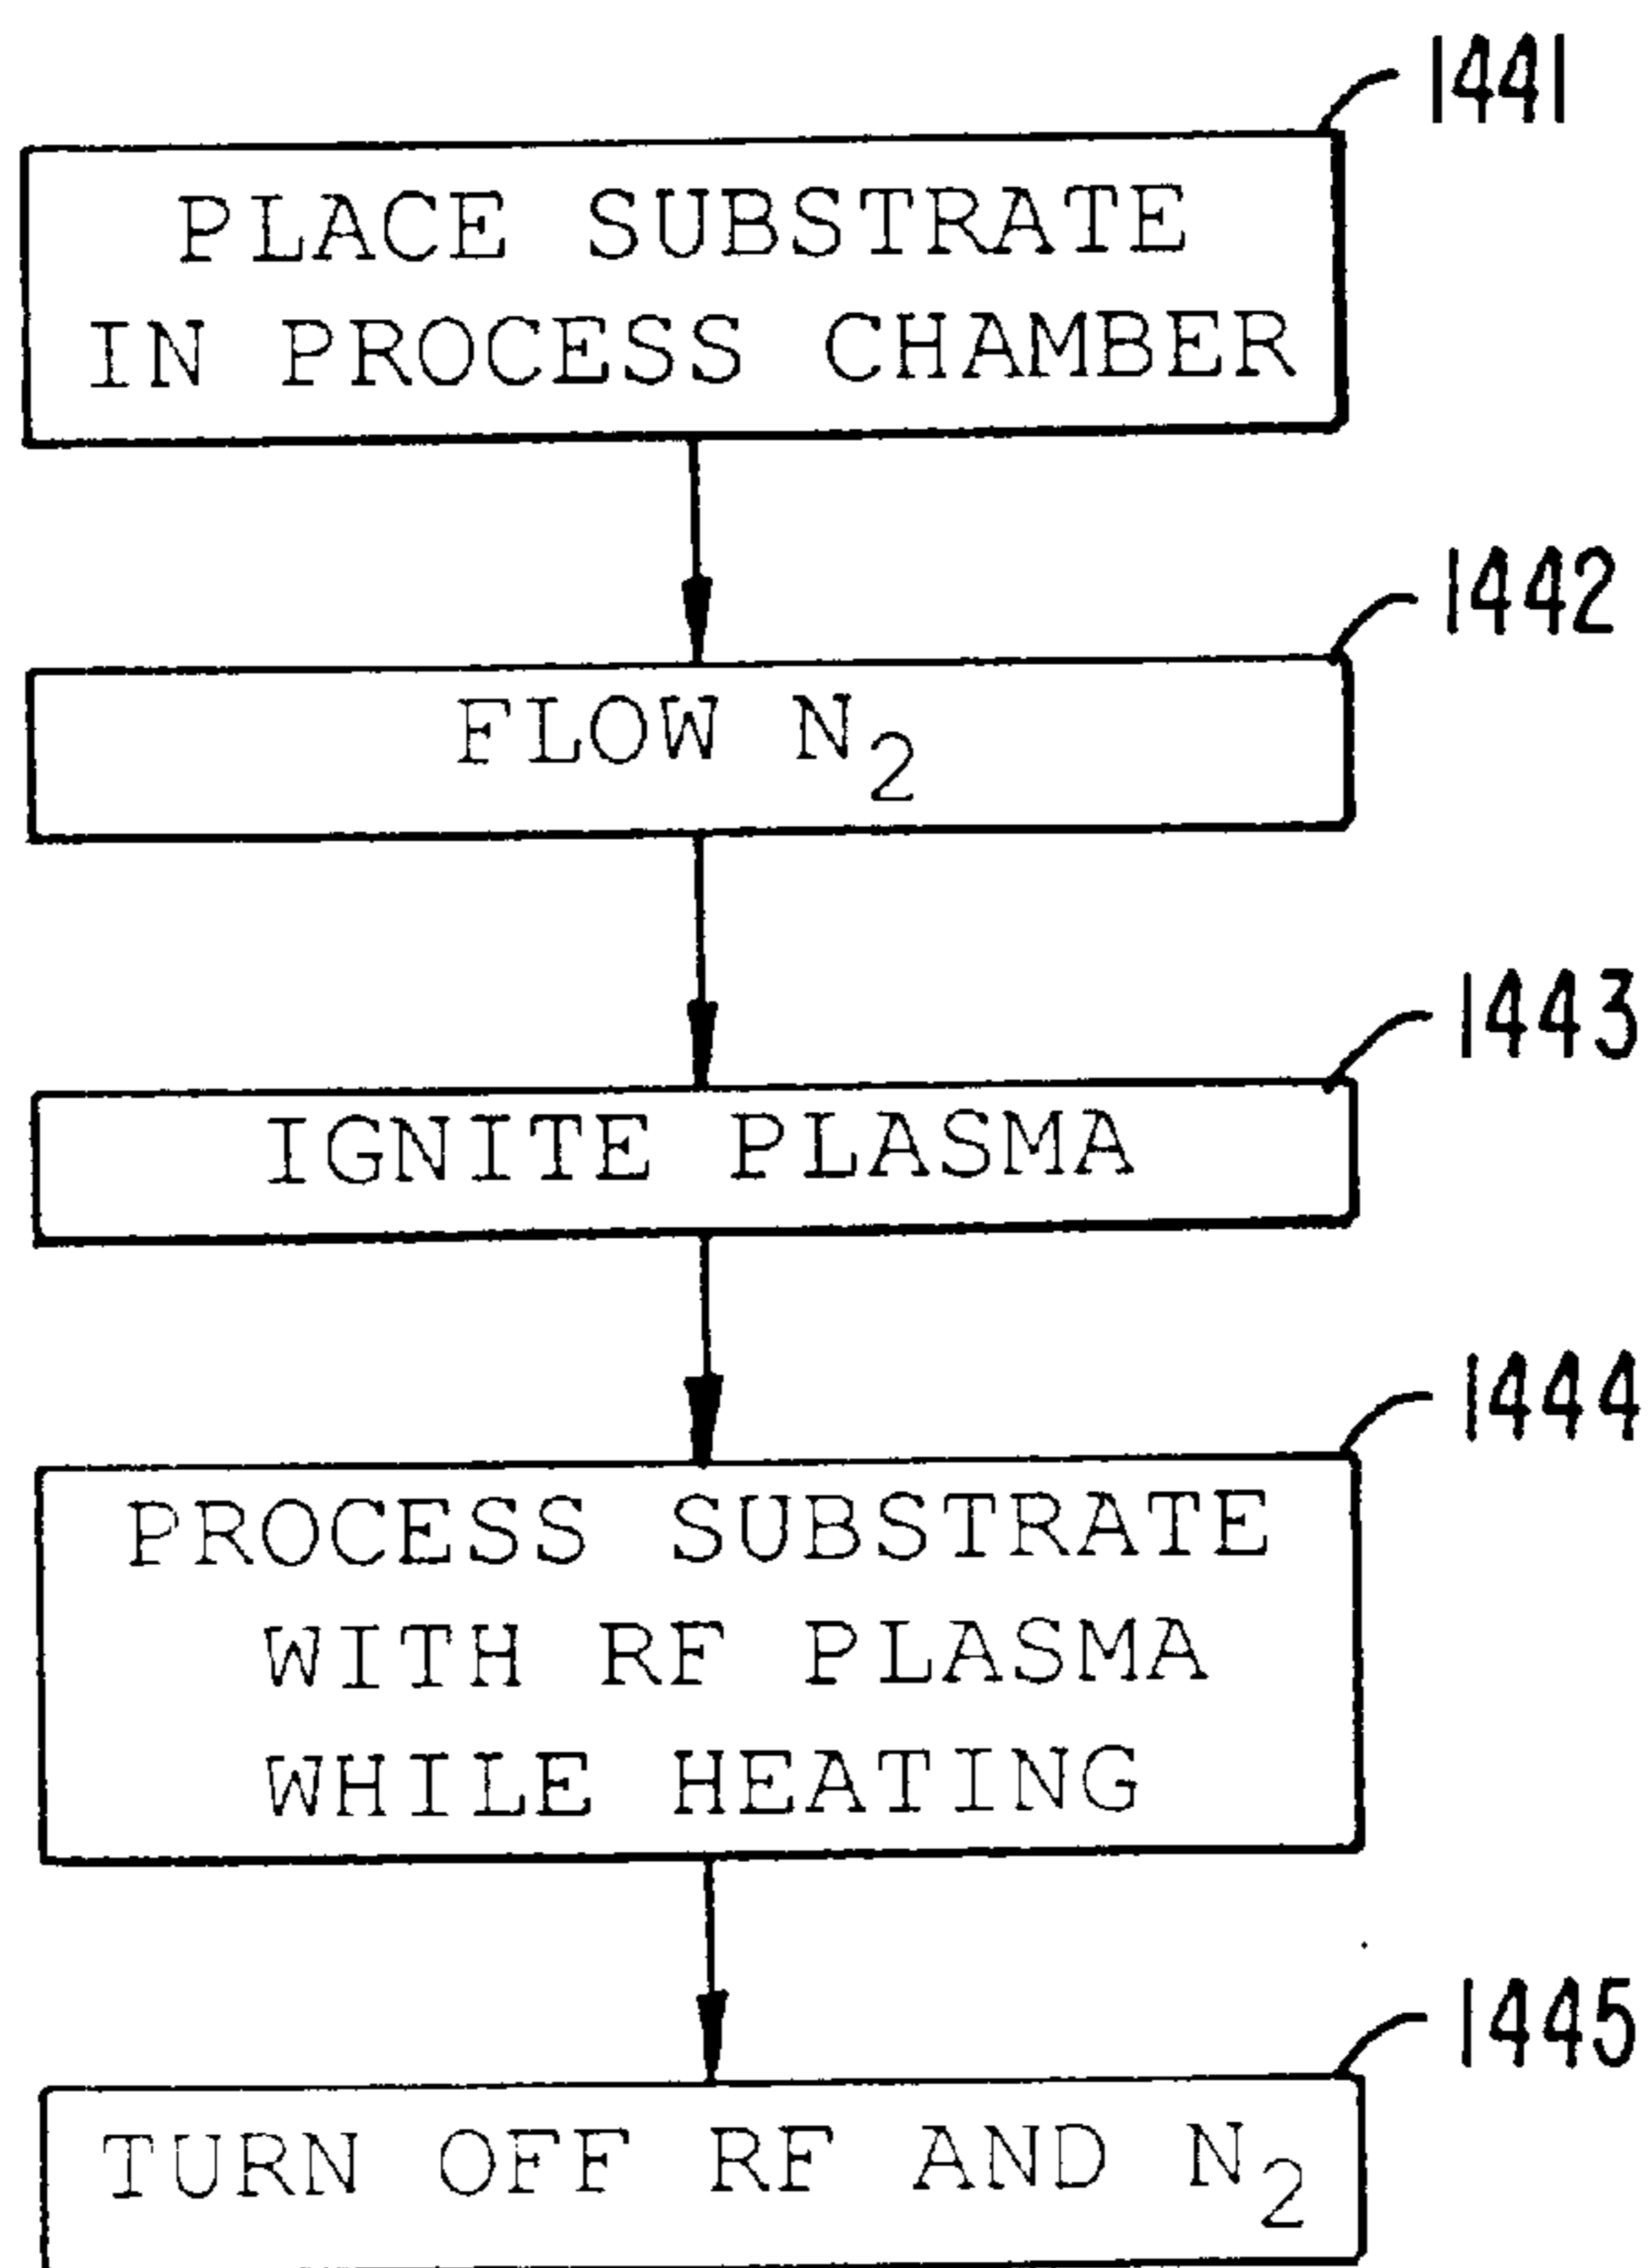 1441
PLACE SUBSTRATE
IN PROCESS CHAMBER
1442
FLOW N₂
1443
IGNITE PLASMA
1444
PROCESS SUBSTRATE
WITH RF PLASMA
WHILE HEATING
1445
TURN OFF RF AND N₂